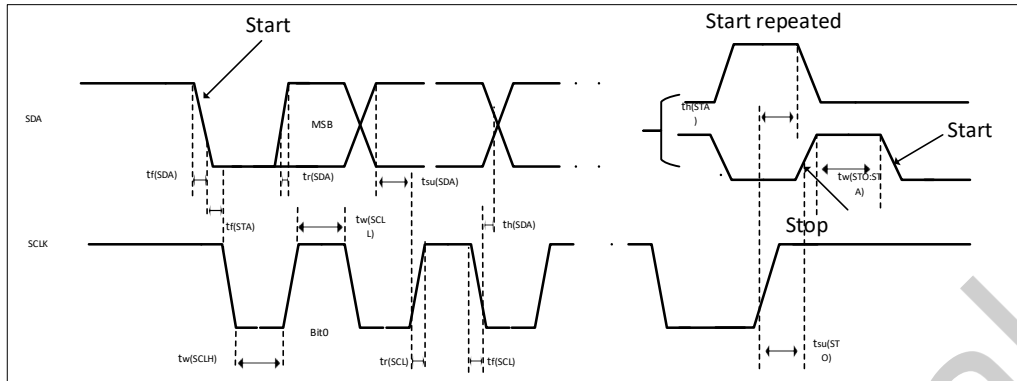 Start
Start repeated
SDA
MSB
th(STA
)
Start
tf(SDA)
tr(SDA)
tsu(SDA)
tw(STO:ST
A)
tf(STA)
tw(SCL
L)
th(SDA)
Stop
SCLK
Bit0
tw(SCLH)
tr(SCL)
tf(SCL)
tsu(ST
O)